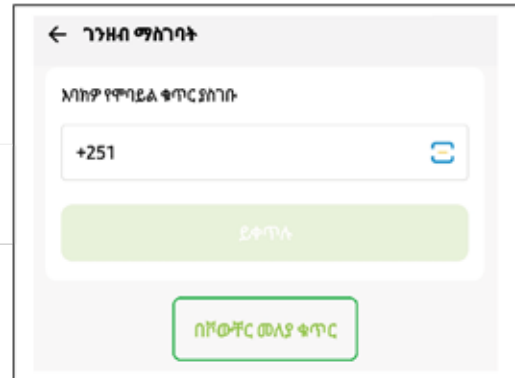 ← ገንዘብ ማስገባት
እባክዎ የሞባይል ቁጥር ያስገቡ
+251
ይቀጥሉ
በቫውቸር መለያ ቁጥር